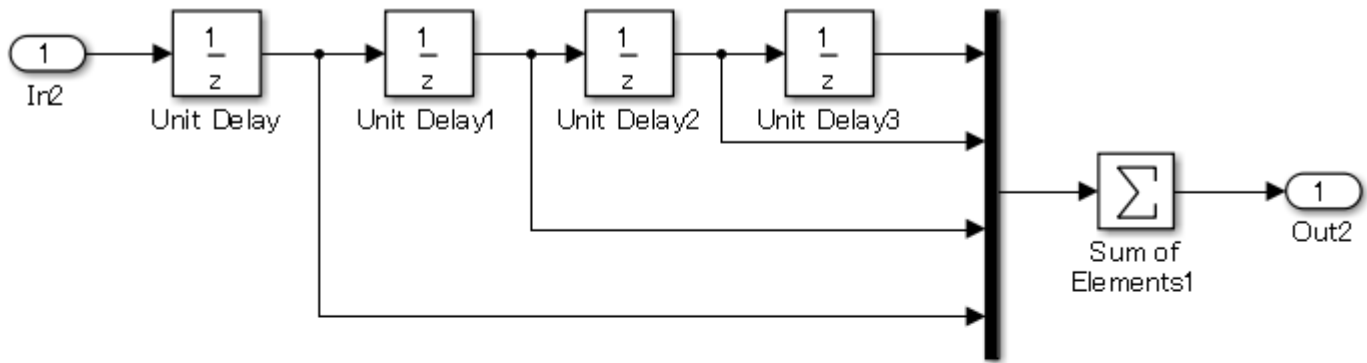 1
In2
1
z
Unit Delay
1
z
Unit Delay1
1
z
Unit Delay2
1
z
Unit Delay3
Σ
Sum of
Elements1
1
Out2